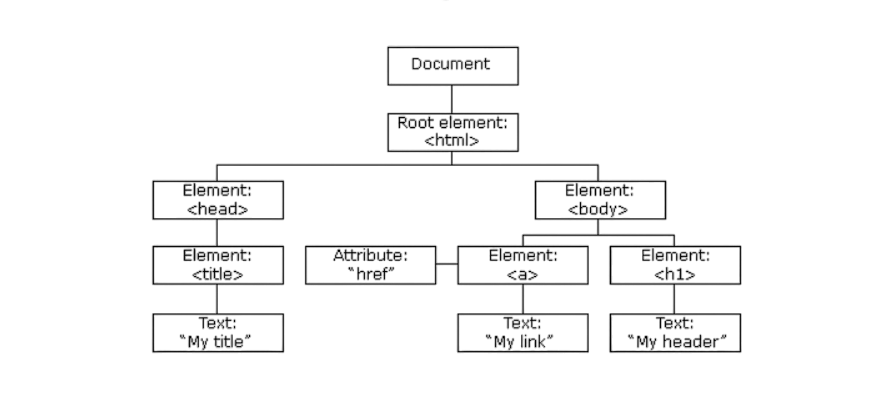 Document
Root element:
<html>
Element:
<head>
Element:
<body>
Element:
<title>
Attribute:
“href”
Element:
<a>
Element:
<h1>
Text:
“My title”
Text:
“My link”
Text:
“My header”